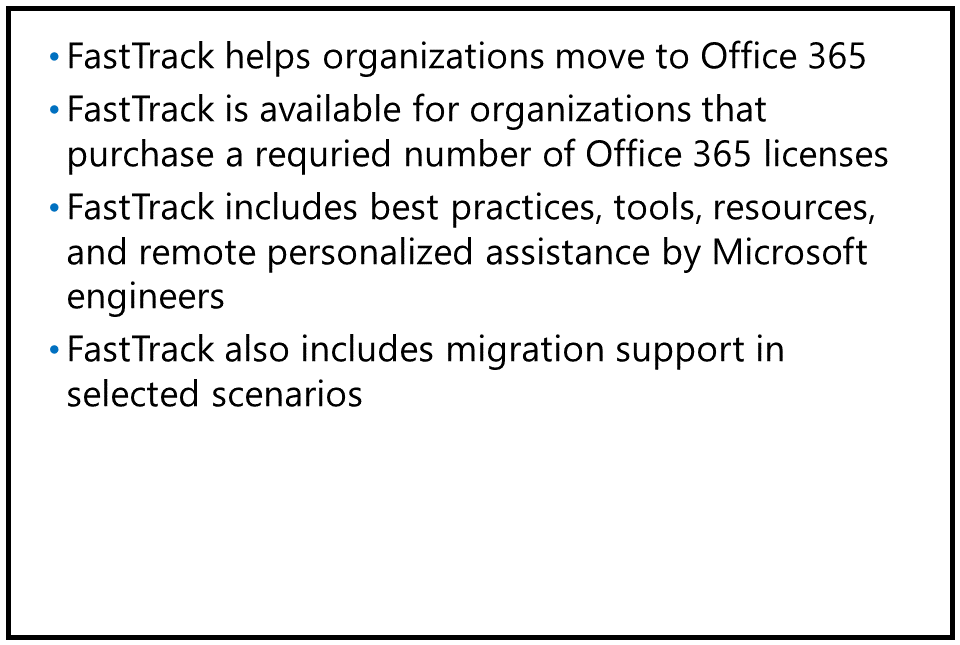 • FastTrack helps organizations move to Office 365
• FastTrack is available for organizations that
purchase a requried number of Office 365 licenses
• FastTrack includes best practices, tools, resources,
and remote personalized assistance by Microsoft
engineers
• FastTrack also includes migration support in
selected scenarios